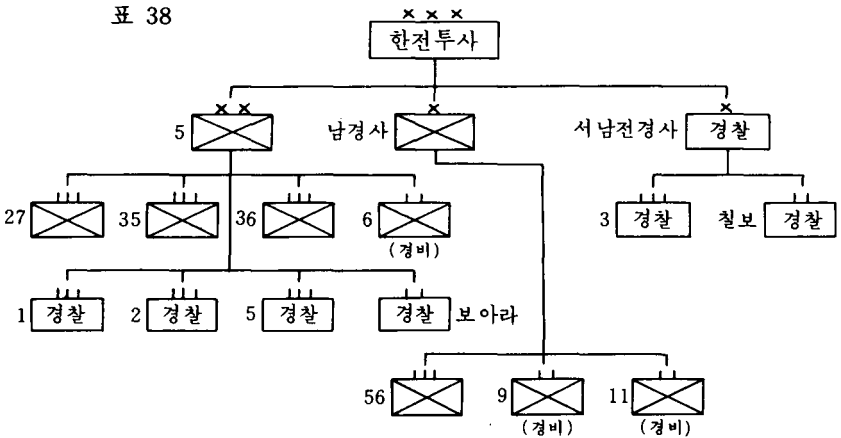 표 38
× × ×
한전투사
× ×
5
×
남경사
×
서남전경사 경찰
27 35 36 6
(경비)
3 경찰 칠보 경찰
1 경찰 2 경찰 5 경찰 경찰 보아라
56 9 11
(경비) (경비)